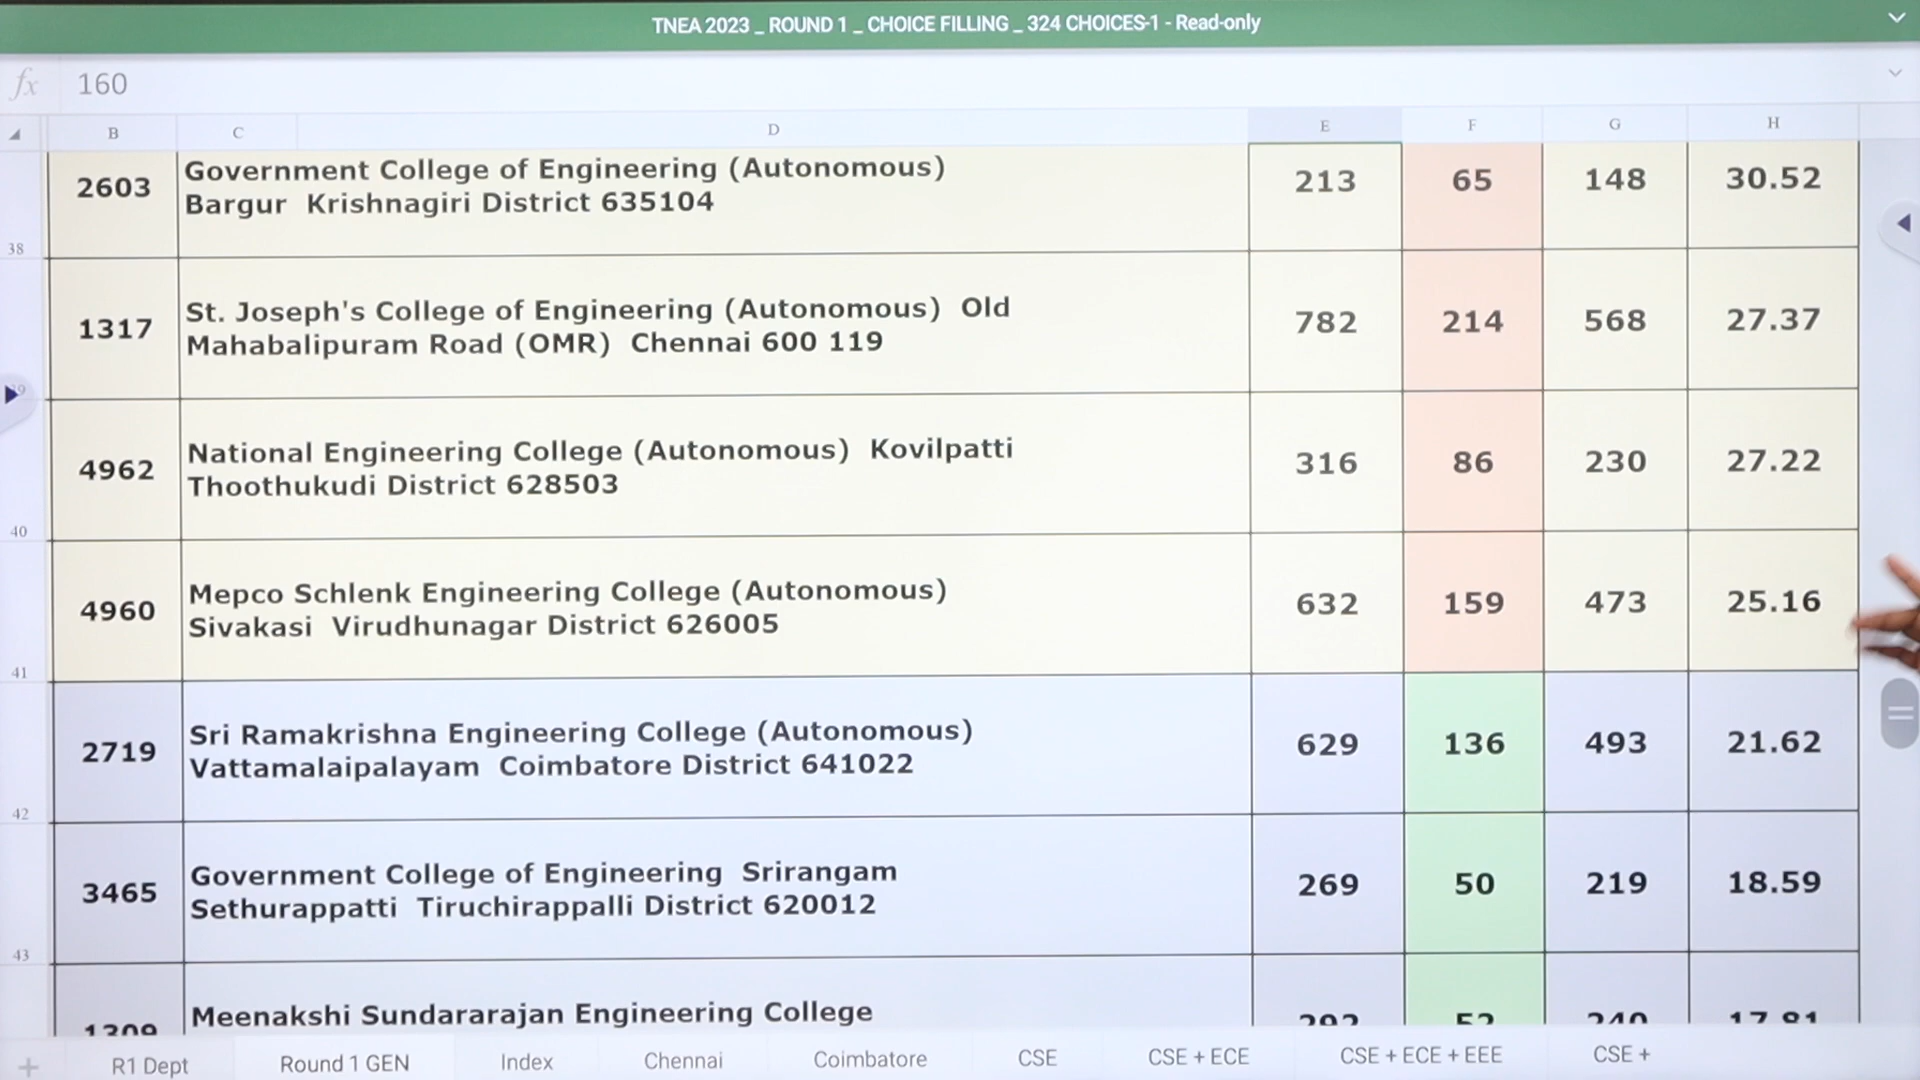 TNEA 2023 _ ROUND 1 _ CHOICE FILLING _ 324 CHOICES-1 - Read-only
fx 160
B C D E F G H
2603 Government College of Engineering (Autonomous) 213 65 148 30.52
Bargur Krishnagiri District 635104
38
1317 St. Joseph's College of Engineering (Autonomous) Old 782 214 568 27.37
Mahabalipuram Road (OMR) Chennai 600 119
4962 National Engineering College (Autonomous) Kovilpatti 316 86 230 27.22
Thoothukudi District 628503
40
4960 Mepco Schlenk Engineering College (Autonomous) 632 159 473 25.16
Sivakasi Virudhunagar District 626005
41
2719 Sri Ramakrishna Engineering College (Autonomous) 629 136 493 21.62
Vattamalaipalayam Coimbatore District 641022
42
3465 Government College of Engineering Srirangam 269 50 219 18.59
Sethurappatti Tiruchirappalli District 620012
43
1309 Meenakshi Sundararajan Engineering College 52 240 17.81
R1 Dept Round 1 GEN Index Chennai Coimbatore CSE CSE + ECE CSE + ECE + EEE CSE +